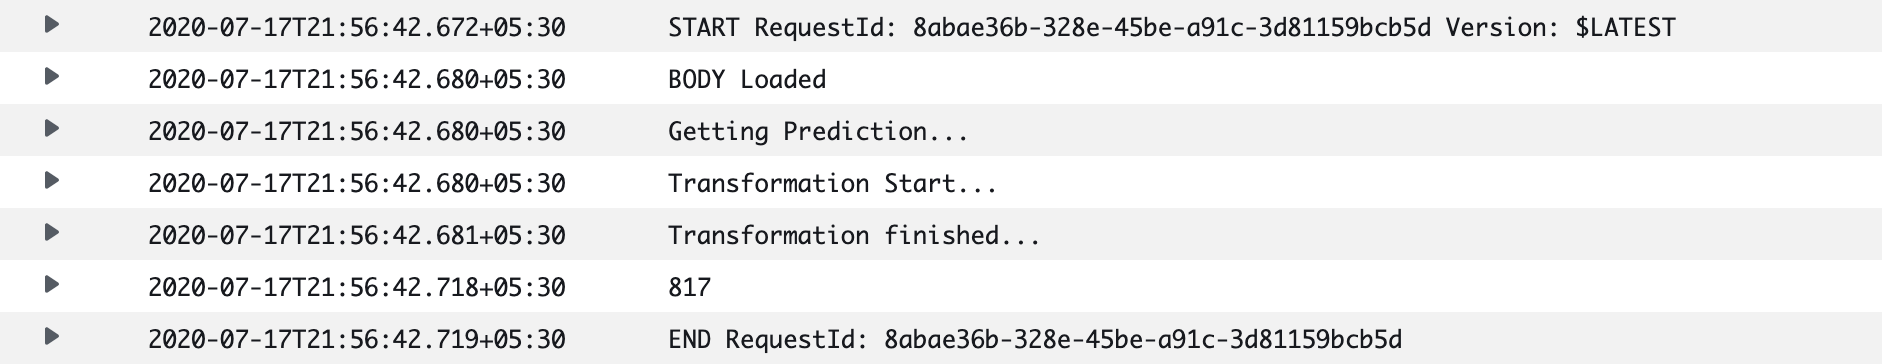 2020-07-17T21:56:42.672+05:30 START RequestId: 8abae36b-328e-45be-a91c-3d81159bcb5d Version: $LATEST
2020-07-17T21:56:42.680+05:30 BODY Loaded
2020-07-17T21:56:42.680+05:30 Getting Prediction...
2020-07-17T21:56:42.680+05:30 Transformation Start...
2020-07-17T21:56:42.681+05:30 Transformation finished...
2020-07-17T21:56:42.718+05:30 817
2020-07-17T21:56:42.719+05:30 END RequestId: 8abae36b-328e-45be-a91c-3d81159bcb5d